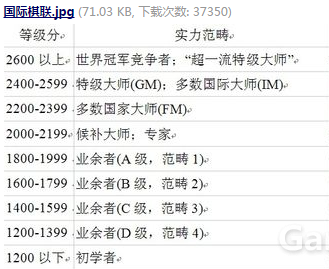 国际棋联.jpg (71.03 KB, 下载次数: 37350)
等级分 实力范畴
2600 以上 世界冠军竞争者；“超一流特级大师”
2400-2599 特级大师(GM)；多数国际大师(IM)
2200-2399 多数国家大师(FM)
2000-2199 候补大师；专家
1800-1999 业余者(A 级，范畴 1)
1600-1799 业余者(B 级，范畴 2)
1400-1599 业余者(C 级，范畴 3)
1200-1399 业余者(D 级，范畴 4)
1200 以下 初学者